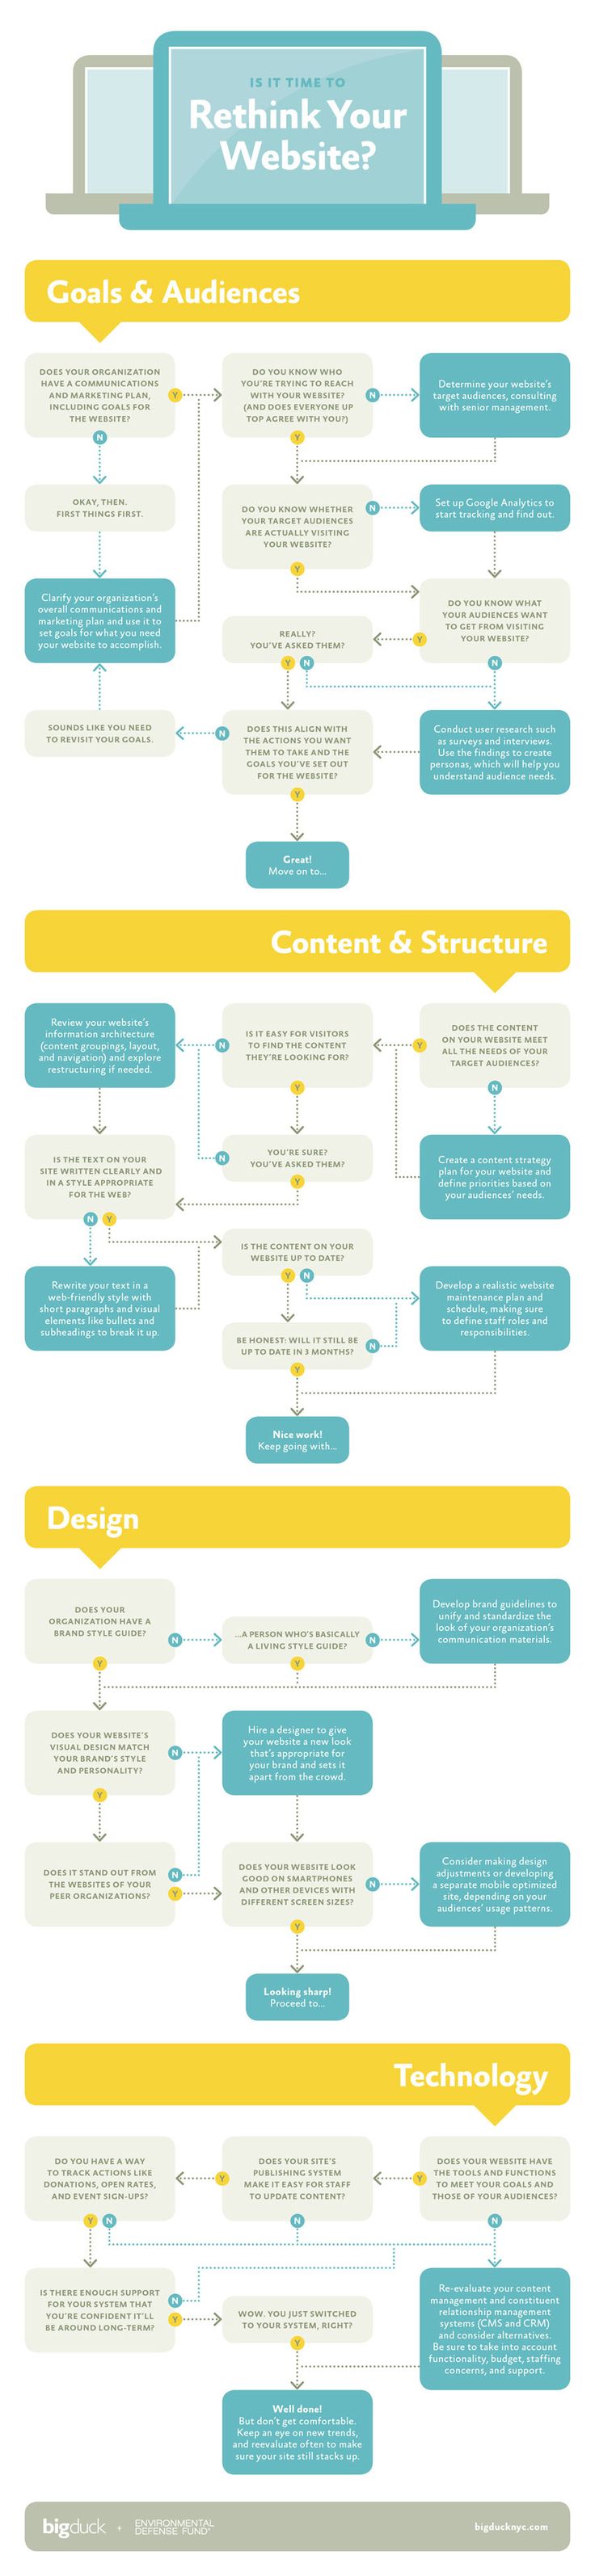 IS IT TIME TO
Rethink Your
Website?
Goals & Audiences
DOES YOUR ORGANIZATION
HAVE A COMMUNICATIONS
AND MARKETING PLAN,
INCLUDING GOALS FOR
THE WEBSITE?
Y
N
DO YOU KNOW WHO
YOU'RE TRYING TO REACH
WITH YOUR WEBSITE?
(AND DOES EVERYONE UP
TOP AGREE WITH YOU?)
N
Y
Determine your website's
target audiences, consulting
with senior management.
OKAY, THEN.
FIRST THINGS FIRST.
DO YOU KNOW WHETHER
YOUR TARGET AUDIENCES
ARE ACTUALLY VISITING
YOUR WEBSITE?
N
Y
Set up Google Analytics to
start tracking and find out.
Clarify your organization's
overall communications and
marketing plan and use it to
set goals for what you need
your website to accomplish.
DO YOU KNOW WHAT
YOUR AUDIENCES WANT
TO GET FROM VISITING
YOUR WEBSITE?
Y
N
REALLY?
YOU'VE ASKED THEM?
Y
N
SOUNDS LIKE YOU NEED
TO REVISIT YOUR GOALS.
N
DOES THIS ALIGN WITH
THE ACTIONS YOU WANT
THEM TO TAKE AND THE
GOALS YOU'VE SET OUT
FOR THE WEBSITE?
Y
Conduct user research such
as surveys and interviews.
Use the findings to create
personas, which will help you
understand audience needs.
Great!
Move on to...
Content & Structure
Review your website's
information architecture
(content groupings, layout,
and navigation) and explore
restructuring if needed.
N
IS IT EASY FOR VISITORS
TO FIND THE CONTENT
THEY'RE LOOKING FOR?
Y
Y
DOES THE CONTENT
ON YOUR WEBSITE MEET
ALL THE NEEDS OF YOUR
TARGET AUDIENCES?
N
IS THE TEXT ON YOUR
SITE WRITTEN CLEARLY AND
IN A STYLE APPROPRIATE
FOR THE WEB?
N
Y
N
YOU'RE SURE?
YOU'VE ASKED THEM?
Y
Create a content strategy
plan for your website and
define priorities based on
your audiences' needs.
IS THE CONTENT ON YOUR
WEBSITE UP TO DATE?
Y
N
Rewrite your text in a
web-friendly style with
short paragraphs and visual
elements like bullets and
subheadings to break it up.
Develop a realistic website
maintenance plan and
schedule, making sure
to define staff roles and
responsibilities.
BE HONEST: WILL IT STILL BE
UP TO DATE IN 3 MONTHS?
N
Y
Nice work!
Keep going with...
Design
DOES YOUR
ORGANIZATION HAVE A
BRAND STYLE GUIDE?
N
Y
...A PERSON WHO'S BASICALLY
A LIVING STYLE GUIDE?
N
Y
Develop brand guidelines to
unify and standardize the
look of your organization's
communication materials.
DOES YOUR WEBSITE'S
VISUAL DESIGN MATCH
YOUR BRAND'S STYLE
AND PERSONALITY?
N
Y
Hire a designer to give
your website a new look
that's appropriate for
your brand and sets it
apart from the crowd.
DOES IT STAND OUT FROM
THE WEBSITES OF YOUR
PEER ORGANIZATIONS?
N
Y
DOES YOUR WEBSITE LOOK
GOOD ON SMARTPHONES
AND OTHER DEVICES WITH
DIFFERENT SCREEN SIZES?
N
Y
Consider making design
adjustments or developing
a separate mobile optimized
site, depending on your
audiences' usage patterns.
Looking sharp!
Proceed to...
Technology
DO YOU HAVE A WAY
TO TRACK ACTIONS LIKE
DONATIONS, OPEN RATES,
AND EVENT SIGN-UPS?
Y
N
Y
DOES YOUR SITE'S
PUBLISHING SYSTEM
MAKE IT EASY FOR STAFF
TO UPDATE CONTENT?
N
Y
DOES YOUR WEBSITE HAVE
THE TOOLS AND FUNCTIONS
TO MEET YOUR GOALS AND
THOSE OF YOUR AUDIENCES?
N
IS THERE ENOUGH SUPPORT
FOR YOUR SYSTEM THAT
YOU'RE CONFIDENT IT'LL
BE AROUND LONG-TERM?
N
Y
WOW. YOU JUST SWITCHED
TO YOUR SYSTEM, RIGHT?
Y
Re-evaluate your content
management and constituent
relationship management
systems (CMS and CRM)
and consider alternatives.
Be sure to take into account
functionality, budget, staffing
concerns, and support.
Well done!
But don't get comfortable.
Keep an eye on new trends,
and reevaluate often to make
sure your site still stacks up.
bigduck + ENVIRONMENTAL
DEFENSE FUND®
bigducknyc.com